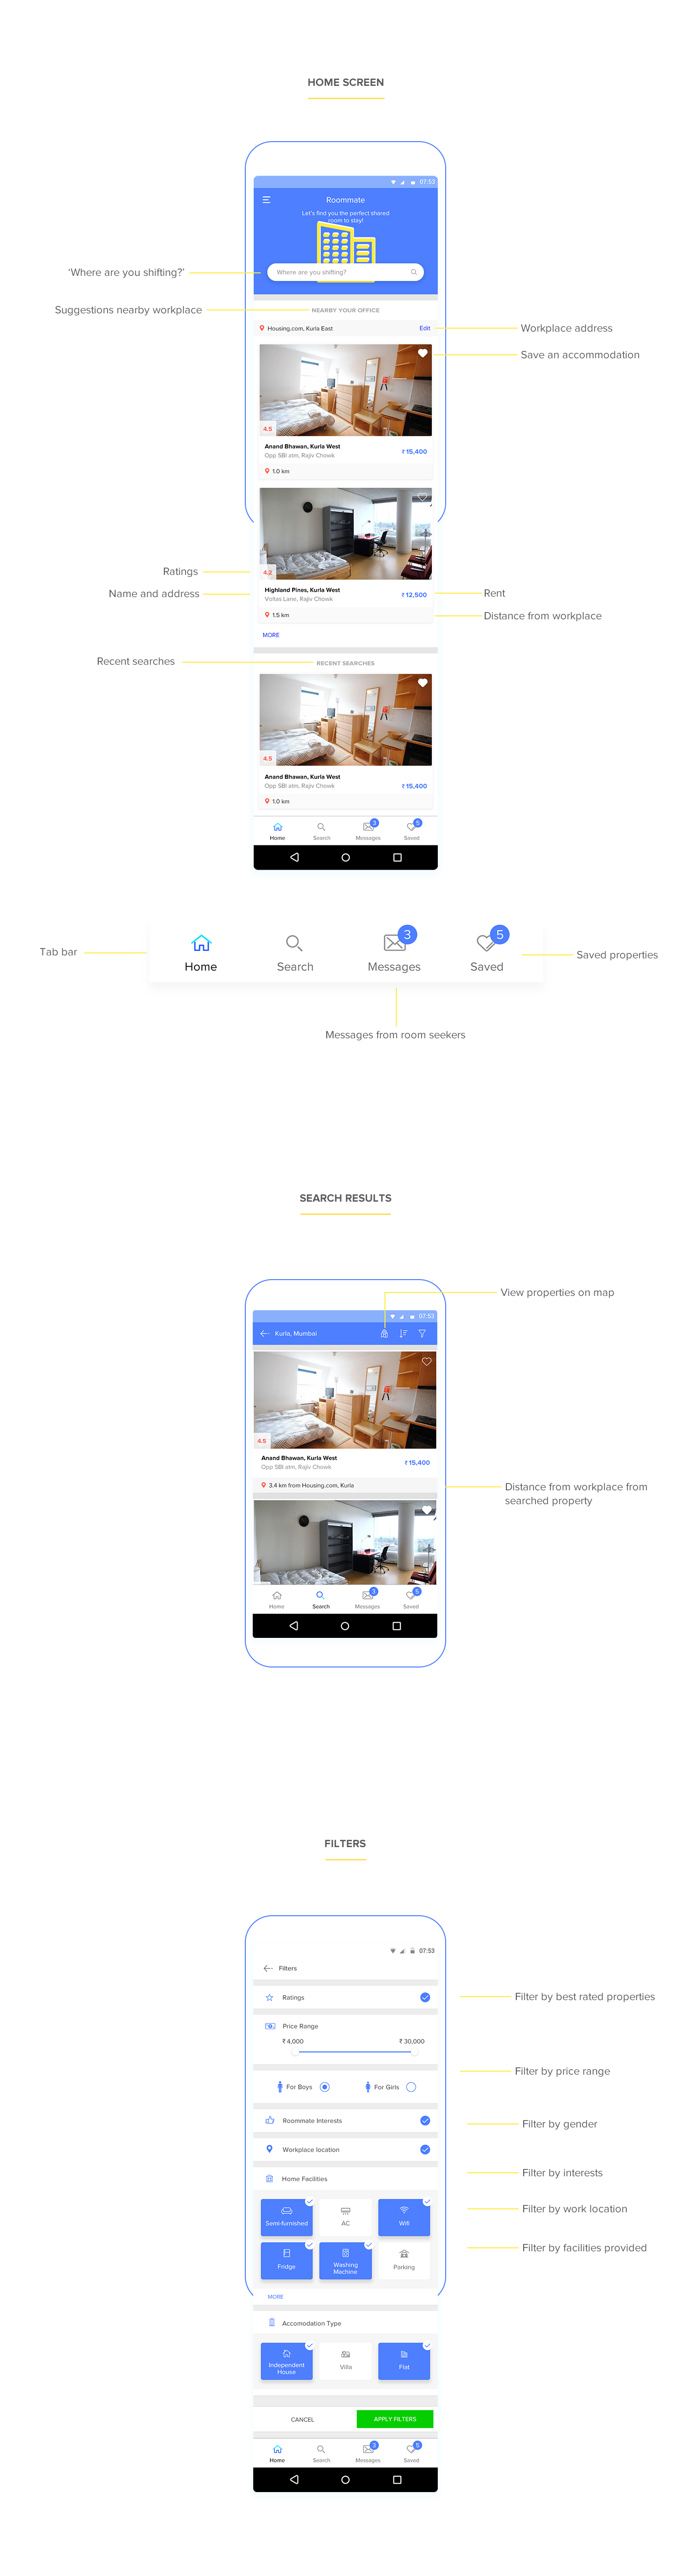 HOME SCREEN
07:53
Roommate
Let's find you the perfect shared
room to stay!
'Where are you shifting?'
Where are you shifting?
Suggestions nearby workplace
NEARBY YOUR OFFICE
Housing.com, Kurla East
Edit
Workplace address
Save an accommodation
4.5
Anand Bhawan, Kurla West
Opp SBI atm, Rajiv Chowk
₹ 15,400
1.0 km
Ratings
4.2
Name and address
Highland Pines, Kurla West
Voltas Lane, Rajiv Chowk
₹ 12,500
Rent
1.5 km
Distance from workplace
MORE
Recent searches
RECENT SEARCHES
4.5
Anand Bhawan, Kurla West
Opp SBI atm, Rajiv Chowk
₹ 15,400
1.0 km
3
5
Home
Search
Messages
Saved
Tab bar
3
5
Home
Search
Messages
Saved
Saved properties
Messages from room seekers
SEARCH RESULTS
View properties on map
07:53
Kurla, Mumbai
4.5
Anand Bhawan, Kurla West
Opp SBI atm, Rajiv Chowk
₹ 15,400
3.4 km from Housing.com, Kurla
Distance from workplace from
searched property
3
5
Home
Search
Messages
Saved
FILTERS
07:53
Filters
Ratings
Filter by best rated properties
Price Range
₹ 4,000
₹ 30,000
Filter by price range
For Boys
For Girls
Roommate Interests
Filter by gender
Workplace location
Filter by interests
Home Facilities
Filter by work location
Semi-furnished
AC
Wifi
Filter by facilities provided
Fridge
Washing
Machine
Parking
MORE
Accomodation Type
Independent
House
Villa
Flat
CANCEL
APPLY FILTERS
3
5
Home
Search
Messages
Saved